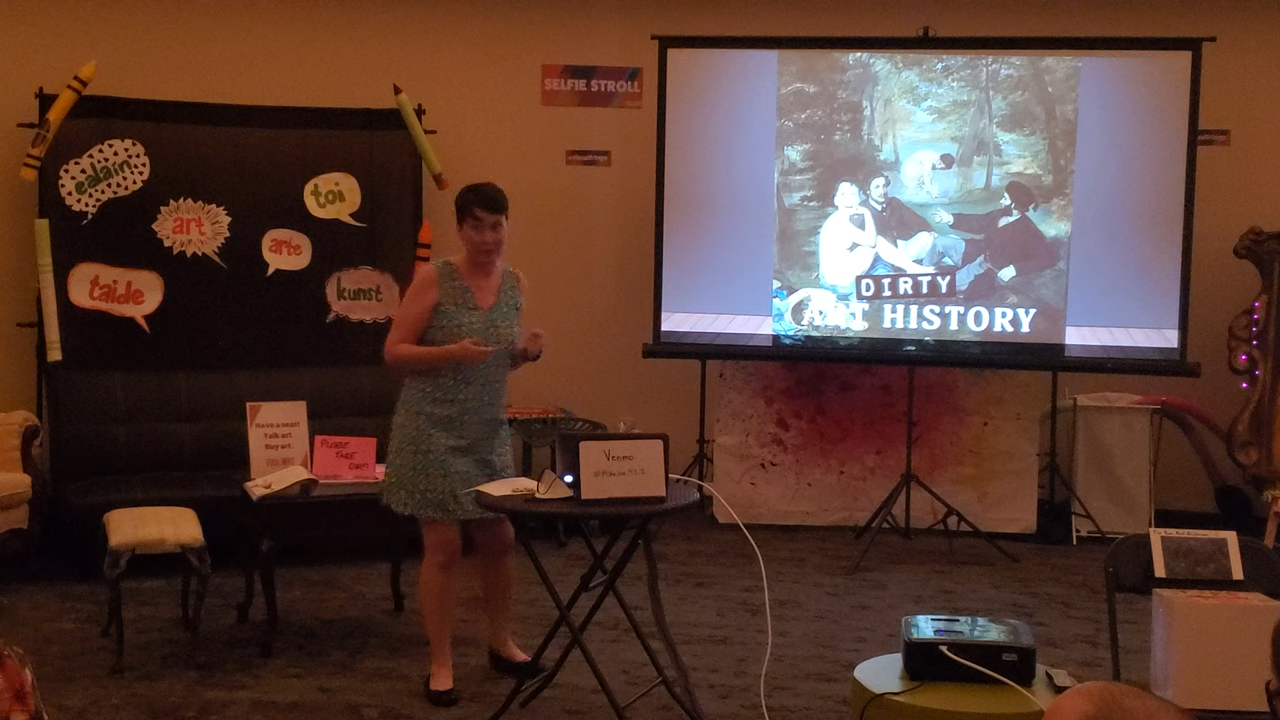 SELFIE STROLL
ealaín
toi
art
arte
taide
kunst
DIRTY
ART HISTORY
Have a seat!
Talk art.
Buy art.
PLEASE
TAKE
ONE!
Venmo